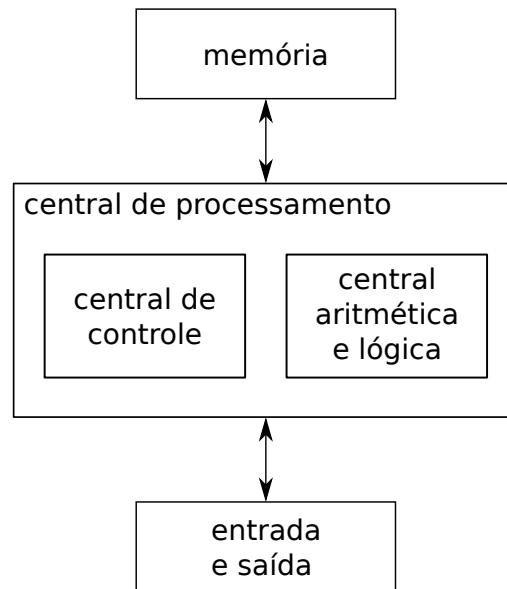 memória
central de processamento
central de
controle
central
aritmética
e lógica
entrada
e saída